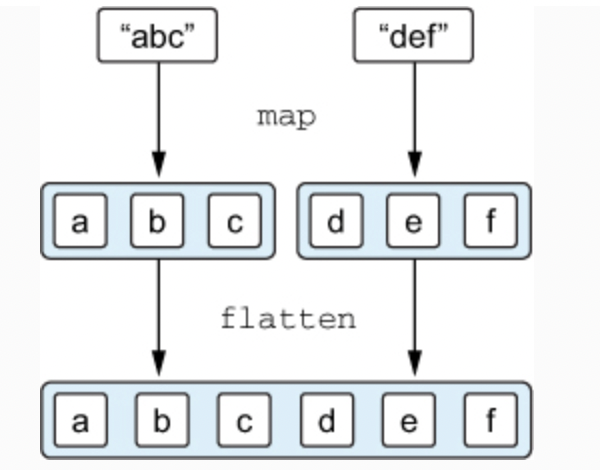 “abc” “def”
map
a b c d e f
flatten
a b c d e f